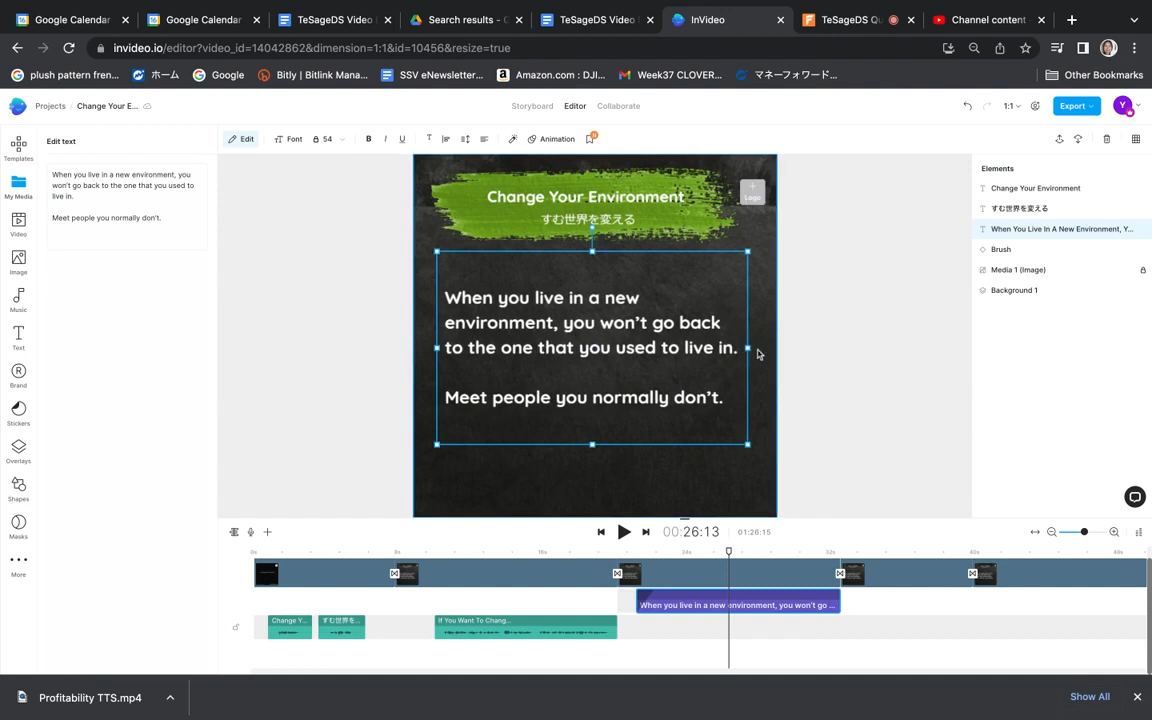 Google Calendar
Google Calendar
TeSageDS Video
Search results - G
TeSageDS Video
InVideo
TeSageDS Qu
Channel content
invideo.io/editor?video_id=14042862&dimension=1:1&id=10456&resize=true
plush pattern fren...
ホーム
Google
Bitly | Bitlink Mana...
SSV eNewsletter...
Amazon.com : DJI...
Week37 CLOVER...
マネーフォワード...
Other Bookmarks
Projects
Change Your E...
Storyboard
Editor
Collaborate
1:1
Export
Y
Templates
My Media
Video
Image
Music
Text
Brand
Stickers
Overlays
Shapes
Masks
More
Edit text
When you live in a new environment, you
won't go back to the one that you used to
live in.
Meet people you normally don't.
Edit
Font
54
B
I
U
Animation
Change Your Environment
すむ世界を変える
Logo
When you live in a new
environment, you won't go back
to the one that you used to live in.
Meet people you normally don't.
Elements
Change Your Environment
すむ世界を変える
When You Live In A New Environment, Y...
Brush
Media 1 (Image)
Background 1
00:26:13
01:26:15
0s
8s
16s
24s
32s
40s
48s
When you live in a new environment, you won't go ...
Change Y...
すむ世界を...
If You Want To Chang...
Profitability TTS.mp4
Show All